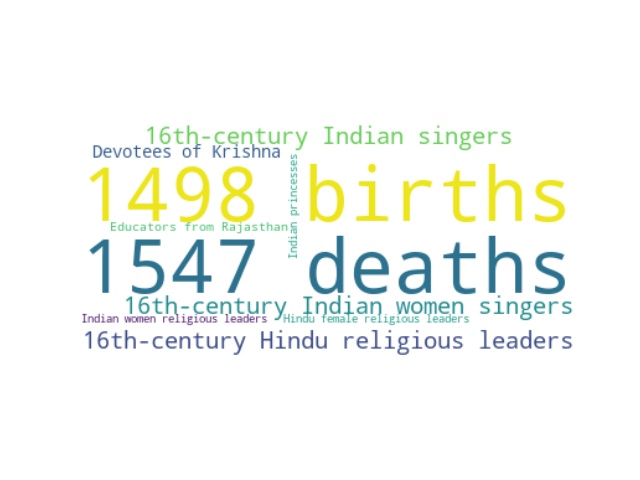 16th-century Indian singers
Devotees of Krishna
Indian princesses
1498 births
Educators from Rajasthan
1547 deaths
16th-century Indian women singers
Indian women religious leaders
Hindu female religious leaders
16th-century Hindu religious leaders